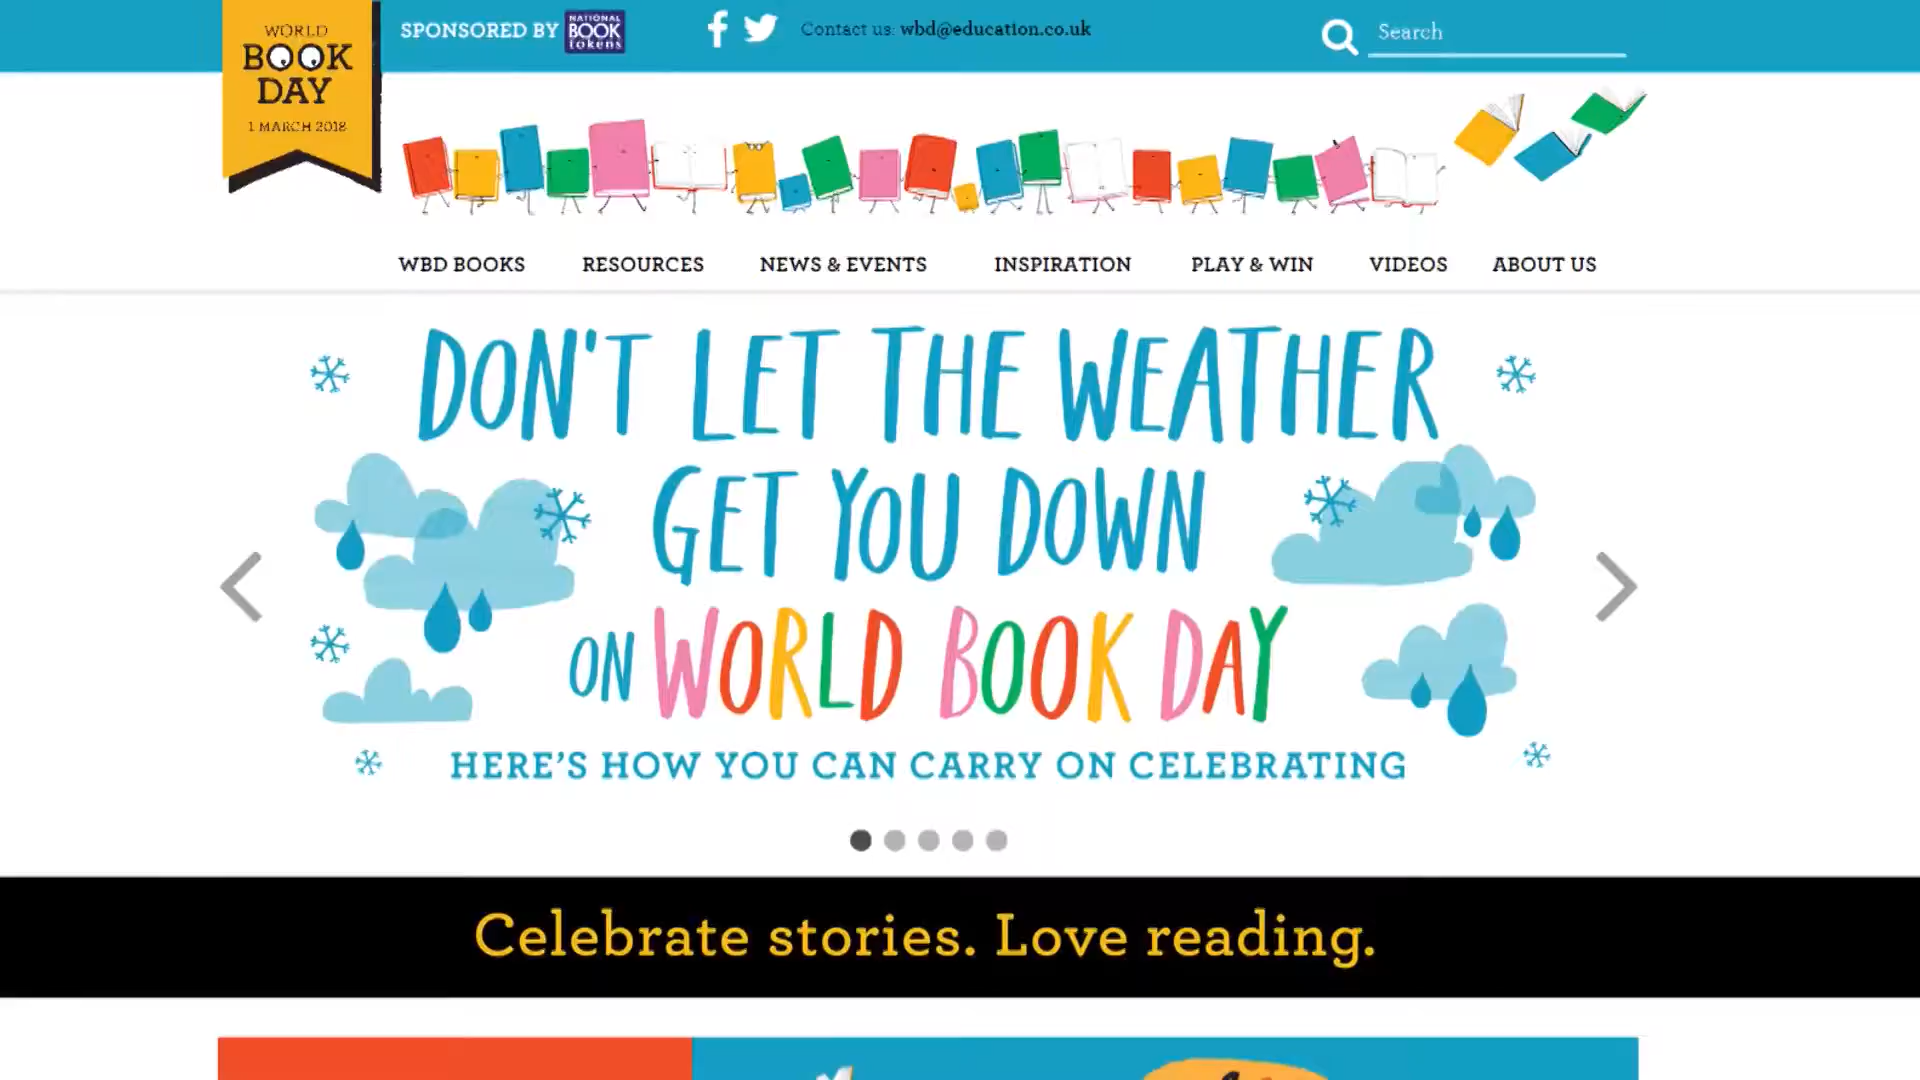 WORLD
BOOK
DAY
1 MARCH 2018
SPONSORED BY
NATIONAL
BOOK
tokens
Contact us: wbd@education.co.uk
Search
WBD BOOKS
RESOURCES
NEWS & EVENTS
INSPIRATION
PLAY & WIN
VIDEOS
ABOUT US
DON'T LET THE WEATHER
GET YOU DOWN
ON WORLD BOOK DAY
HERE'S HOW YOU CAN CARRY ON CELEBRATING
Celebrate stories. Love reading.